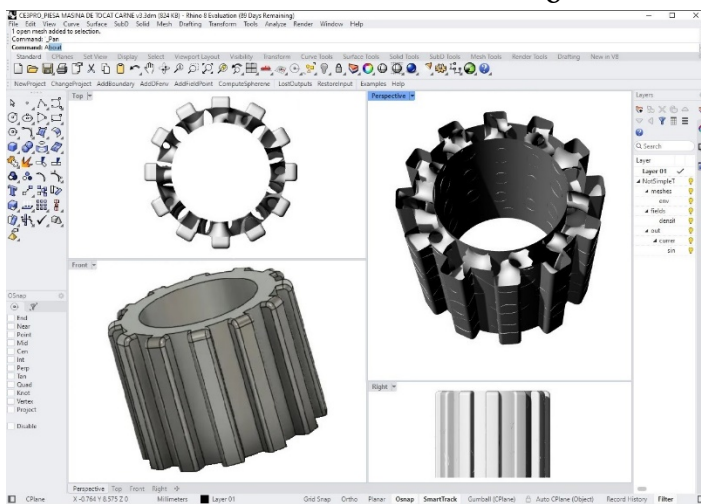 CE3PRO_PIESA MASINA DE TOCAT CARNE v3.3dm (824 KB) - Rhino 8 Evaluation (89 Days Remaining)
File Edit View Curve Surface SubD Solid Mesh Drafting Transform Tools Analyze Render Window Help
1 open mesh added to selection.
Command: _Pan
Command: About
Standard CPlanes Set View Display Select Viewport Layout Visibility Transform Curve Tools Surface Tools Solid Tools SubD Tools Mesh Tools Render Tools Drafting New in V8
NewProject ChangeProject AddBoundary AddDFenv AddFieldPoint ComputeSpherene LostOutputs RestoreInput Examples Help
Top
Perspective
Front
Right
OSnap
End
Near
Point
Mid
Cen
Int
Perp
Tan
Quad
Knot
Vertex
Project
Disable
Layers
Search
Layer
Layer 01
NotSimpleT
meshes
env
fields
densit
out
sin
Perspective Top Front Right
CPlane X -0.764 Y 8.575 Z 0 Millimeters Layer 01 Grid Snap Ortho Planar Osnap SmartTrack Gumball (CPlane) Auto CPlane (Object) Record History Filter